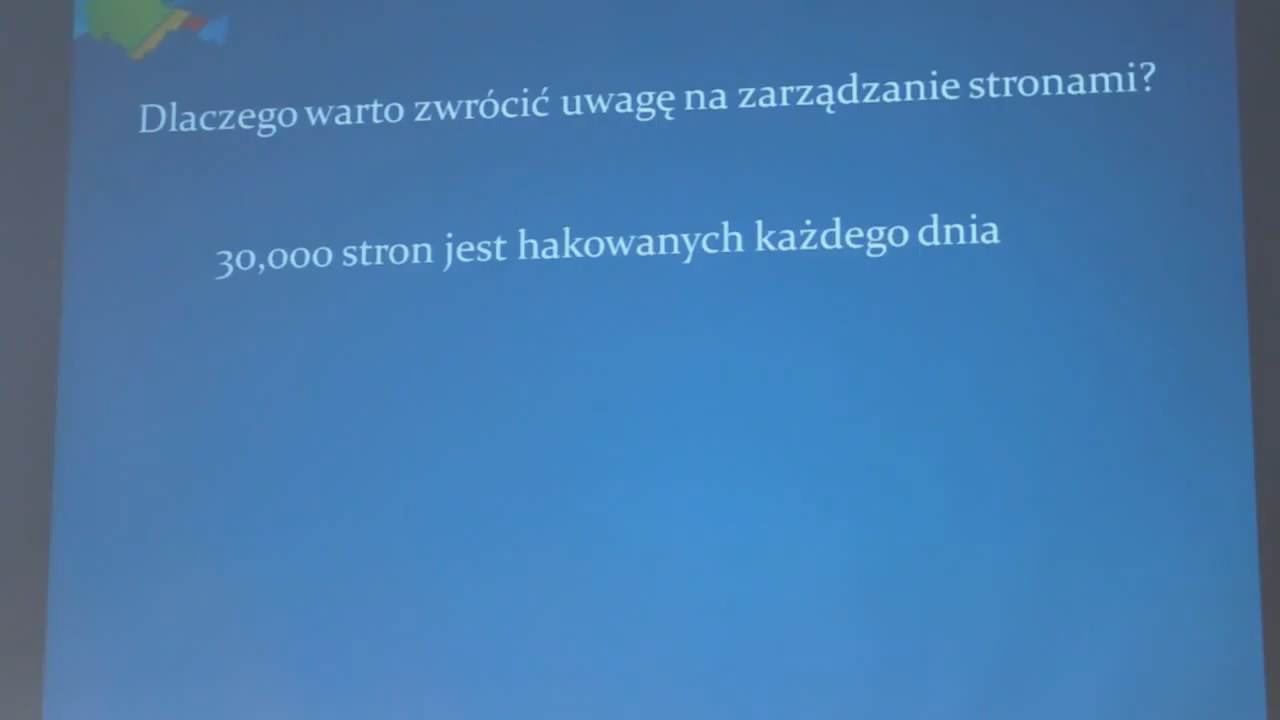 Dlaczego warto zwrócić uwagę na zarządzanie stronami?
30,000 stron jest hakowanych każdego dnia